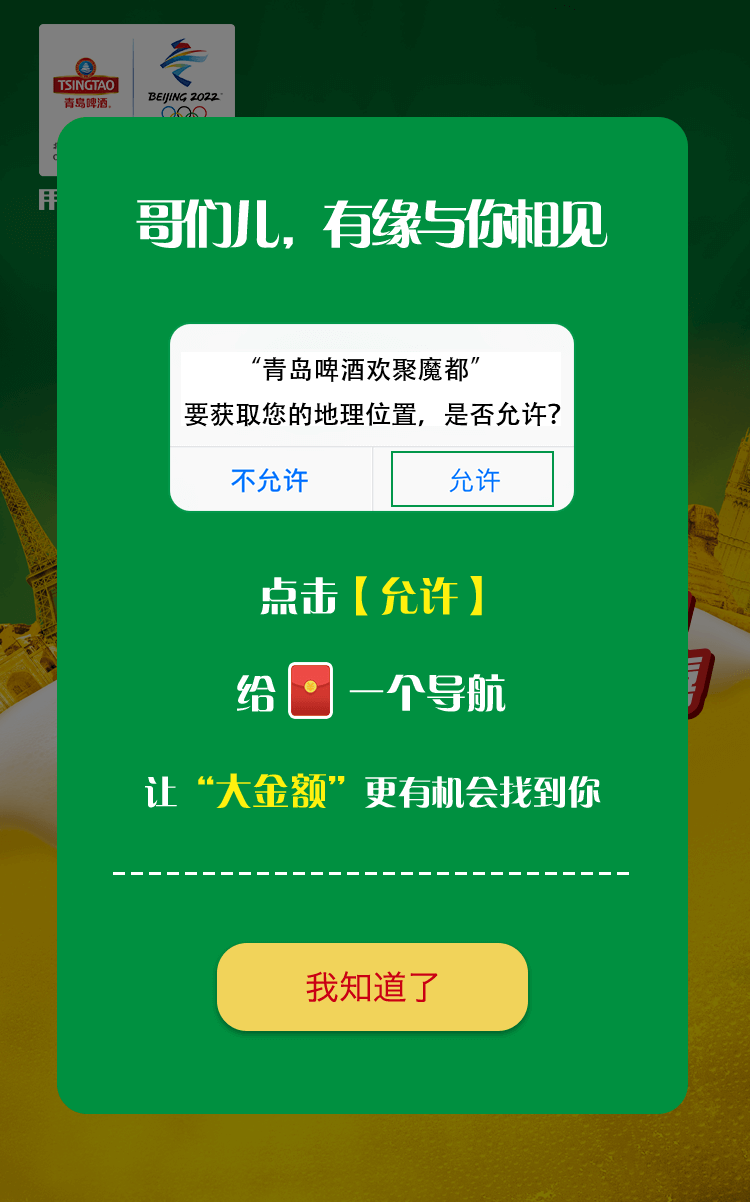 TSINGTAO
青岛啤酒
BEIJING 2022
用
哥们儿，有缘与你相见
“青岛啤酒欢聚魔都”
要获取您的地理位置，是否允许?
不允许
允许
点击【允许】
给 一个导航
让“大金额”更有机会找到你
我知道了